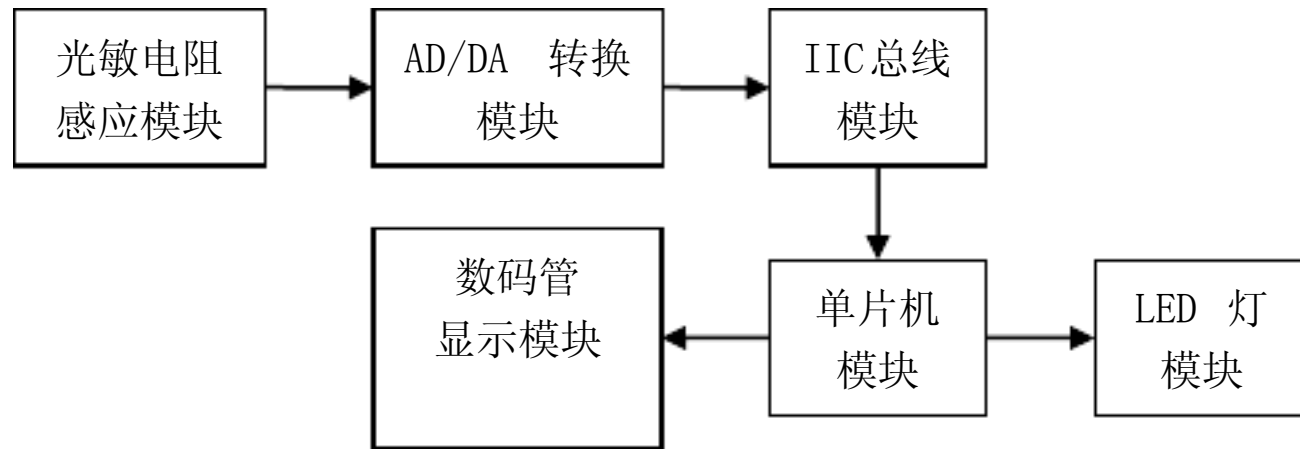 光敏电阻
感应模块
AD/DA 转换
模块
IIC总线
模块
数码管
显示模块
单片机
模块
LED 灯
模块